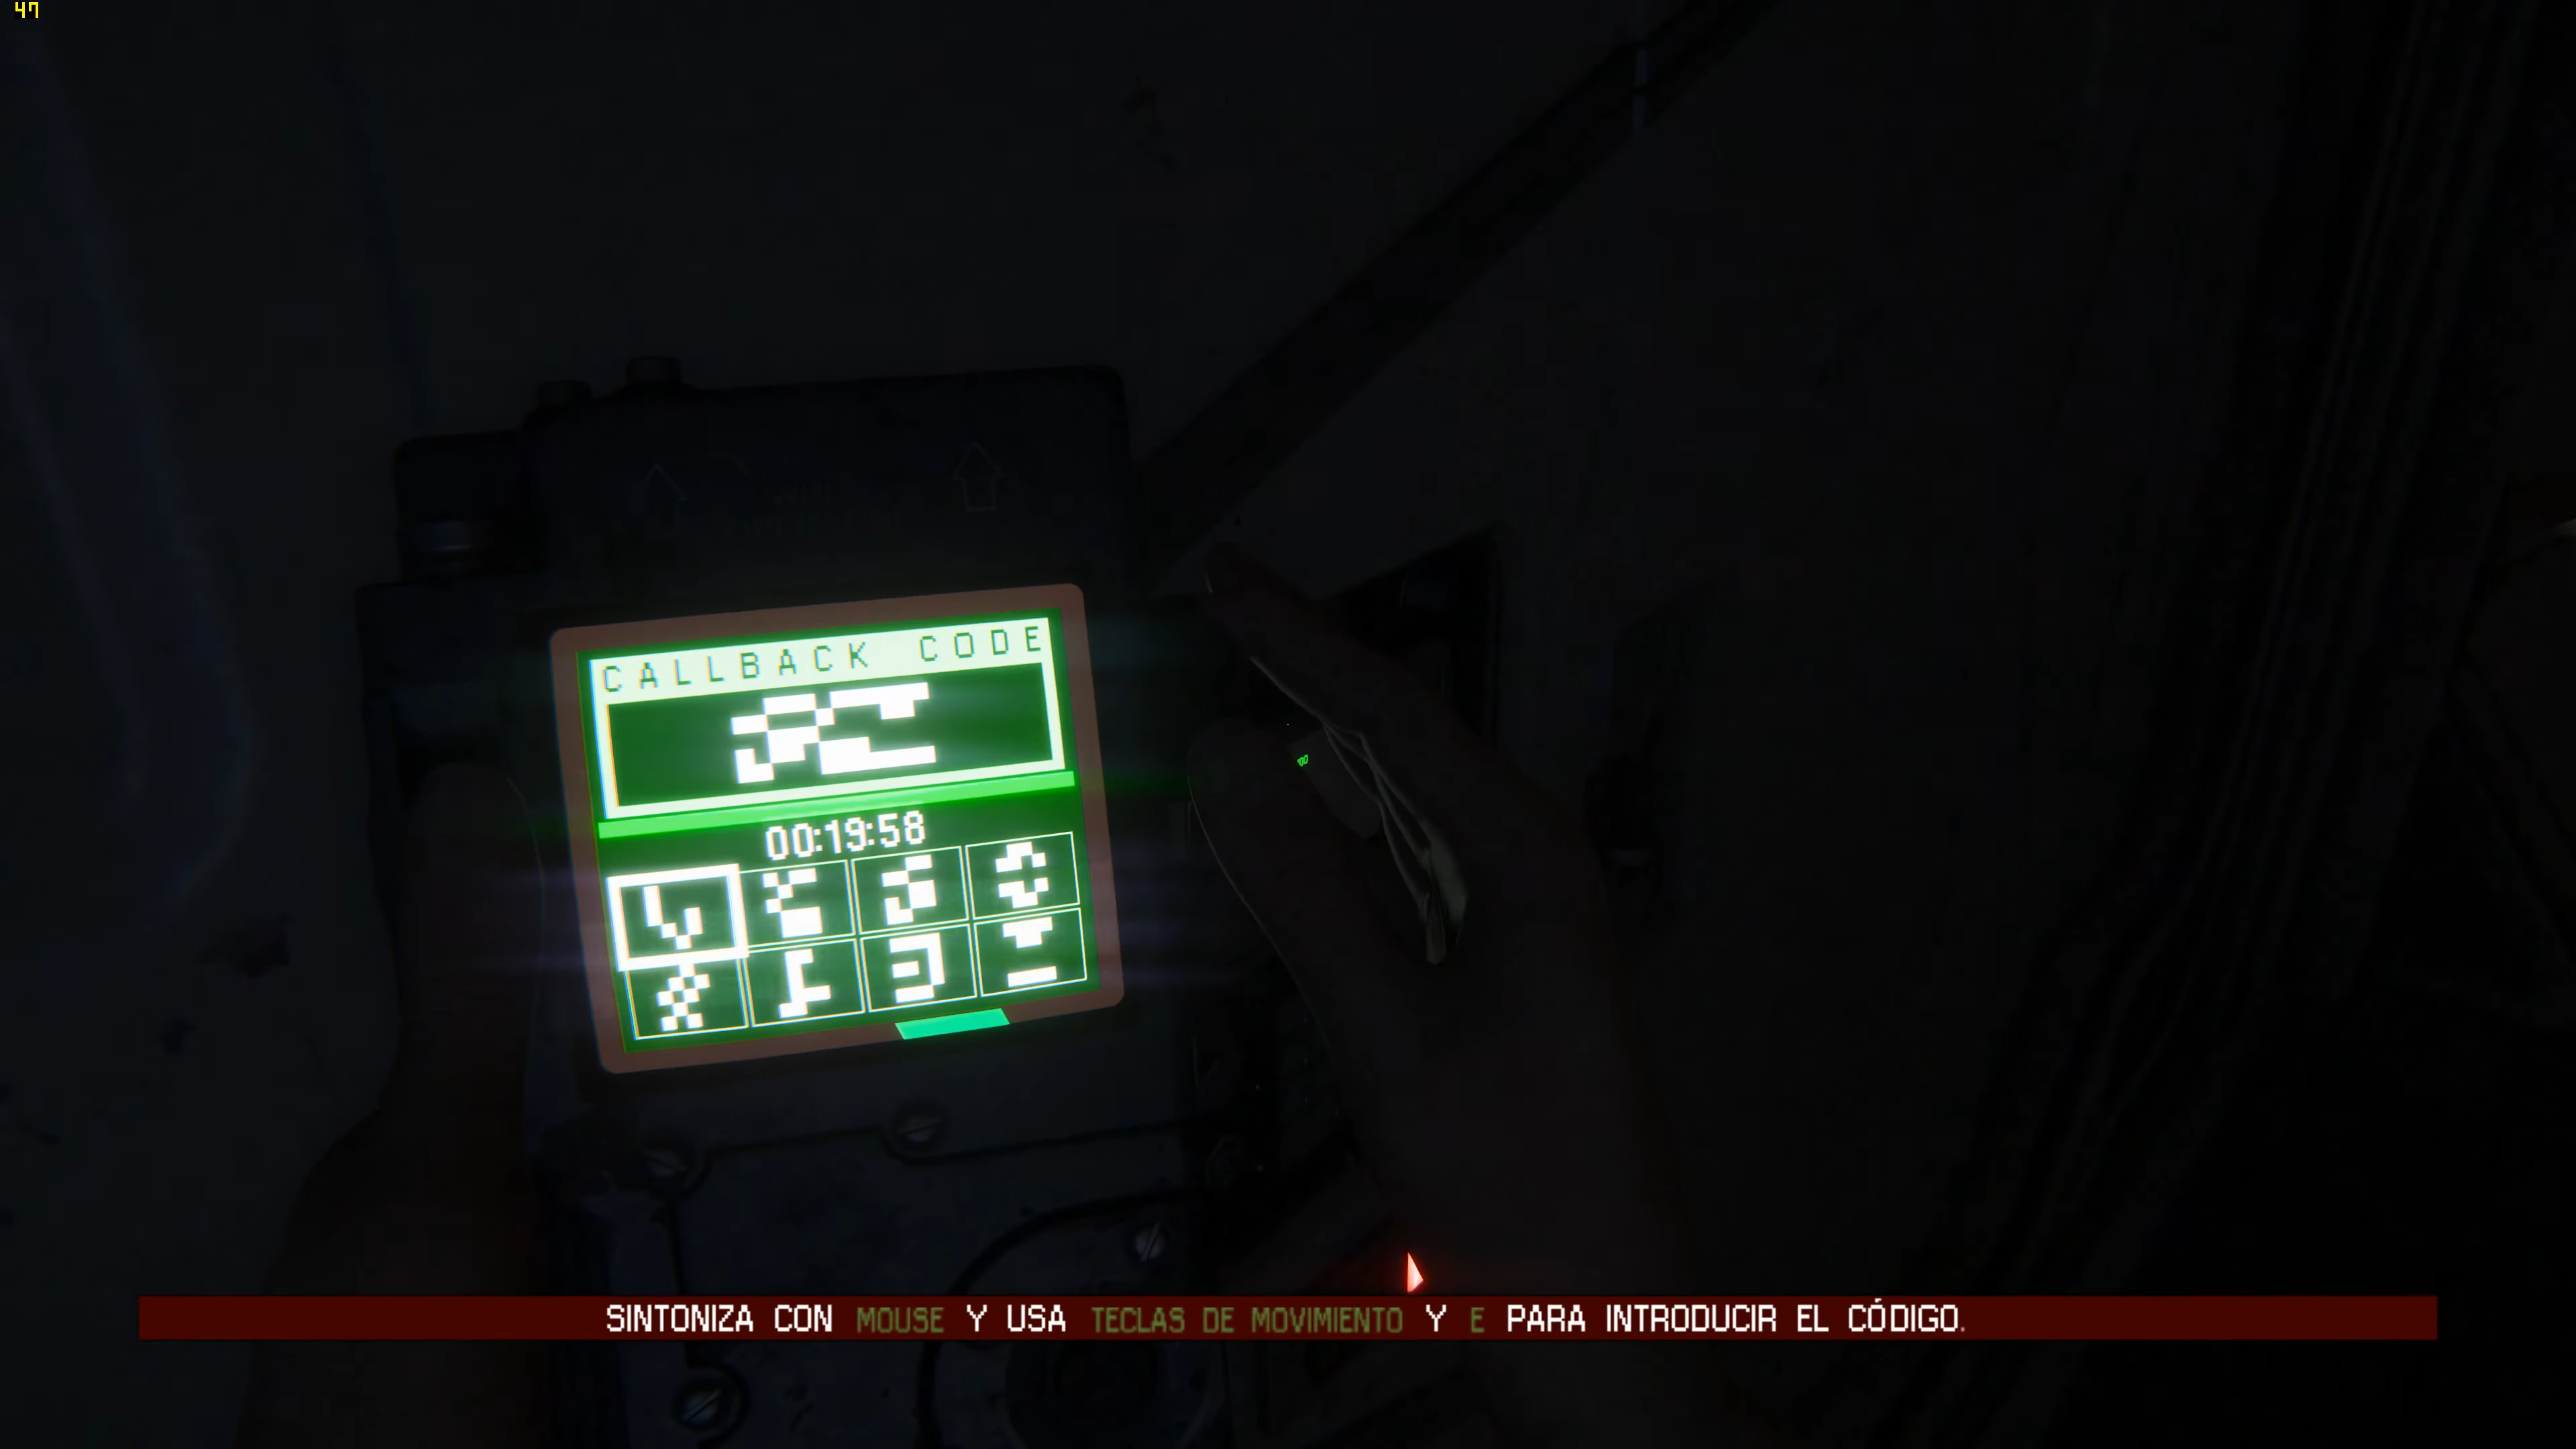 47
CALLBACK CODE
00:19:58
SINTONIZA CON MOUSE Y USA TECLAS DE MOVIMIENTO Y E PARA INTRODUCIR EL CÓDIGO.